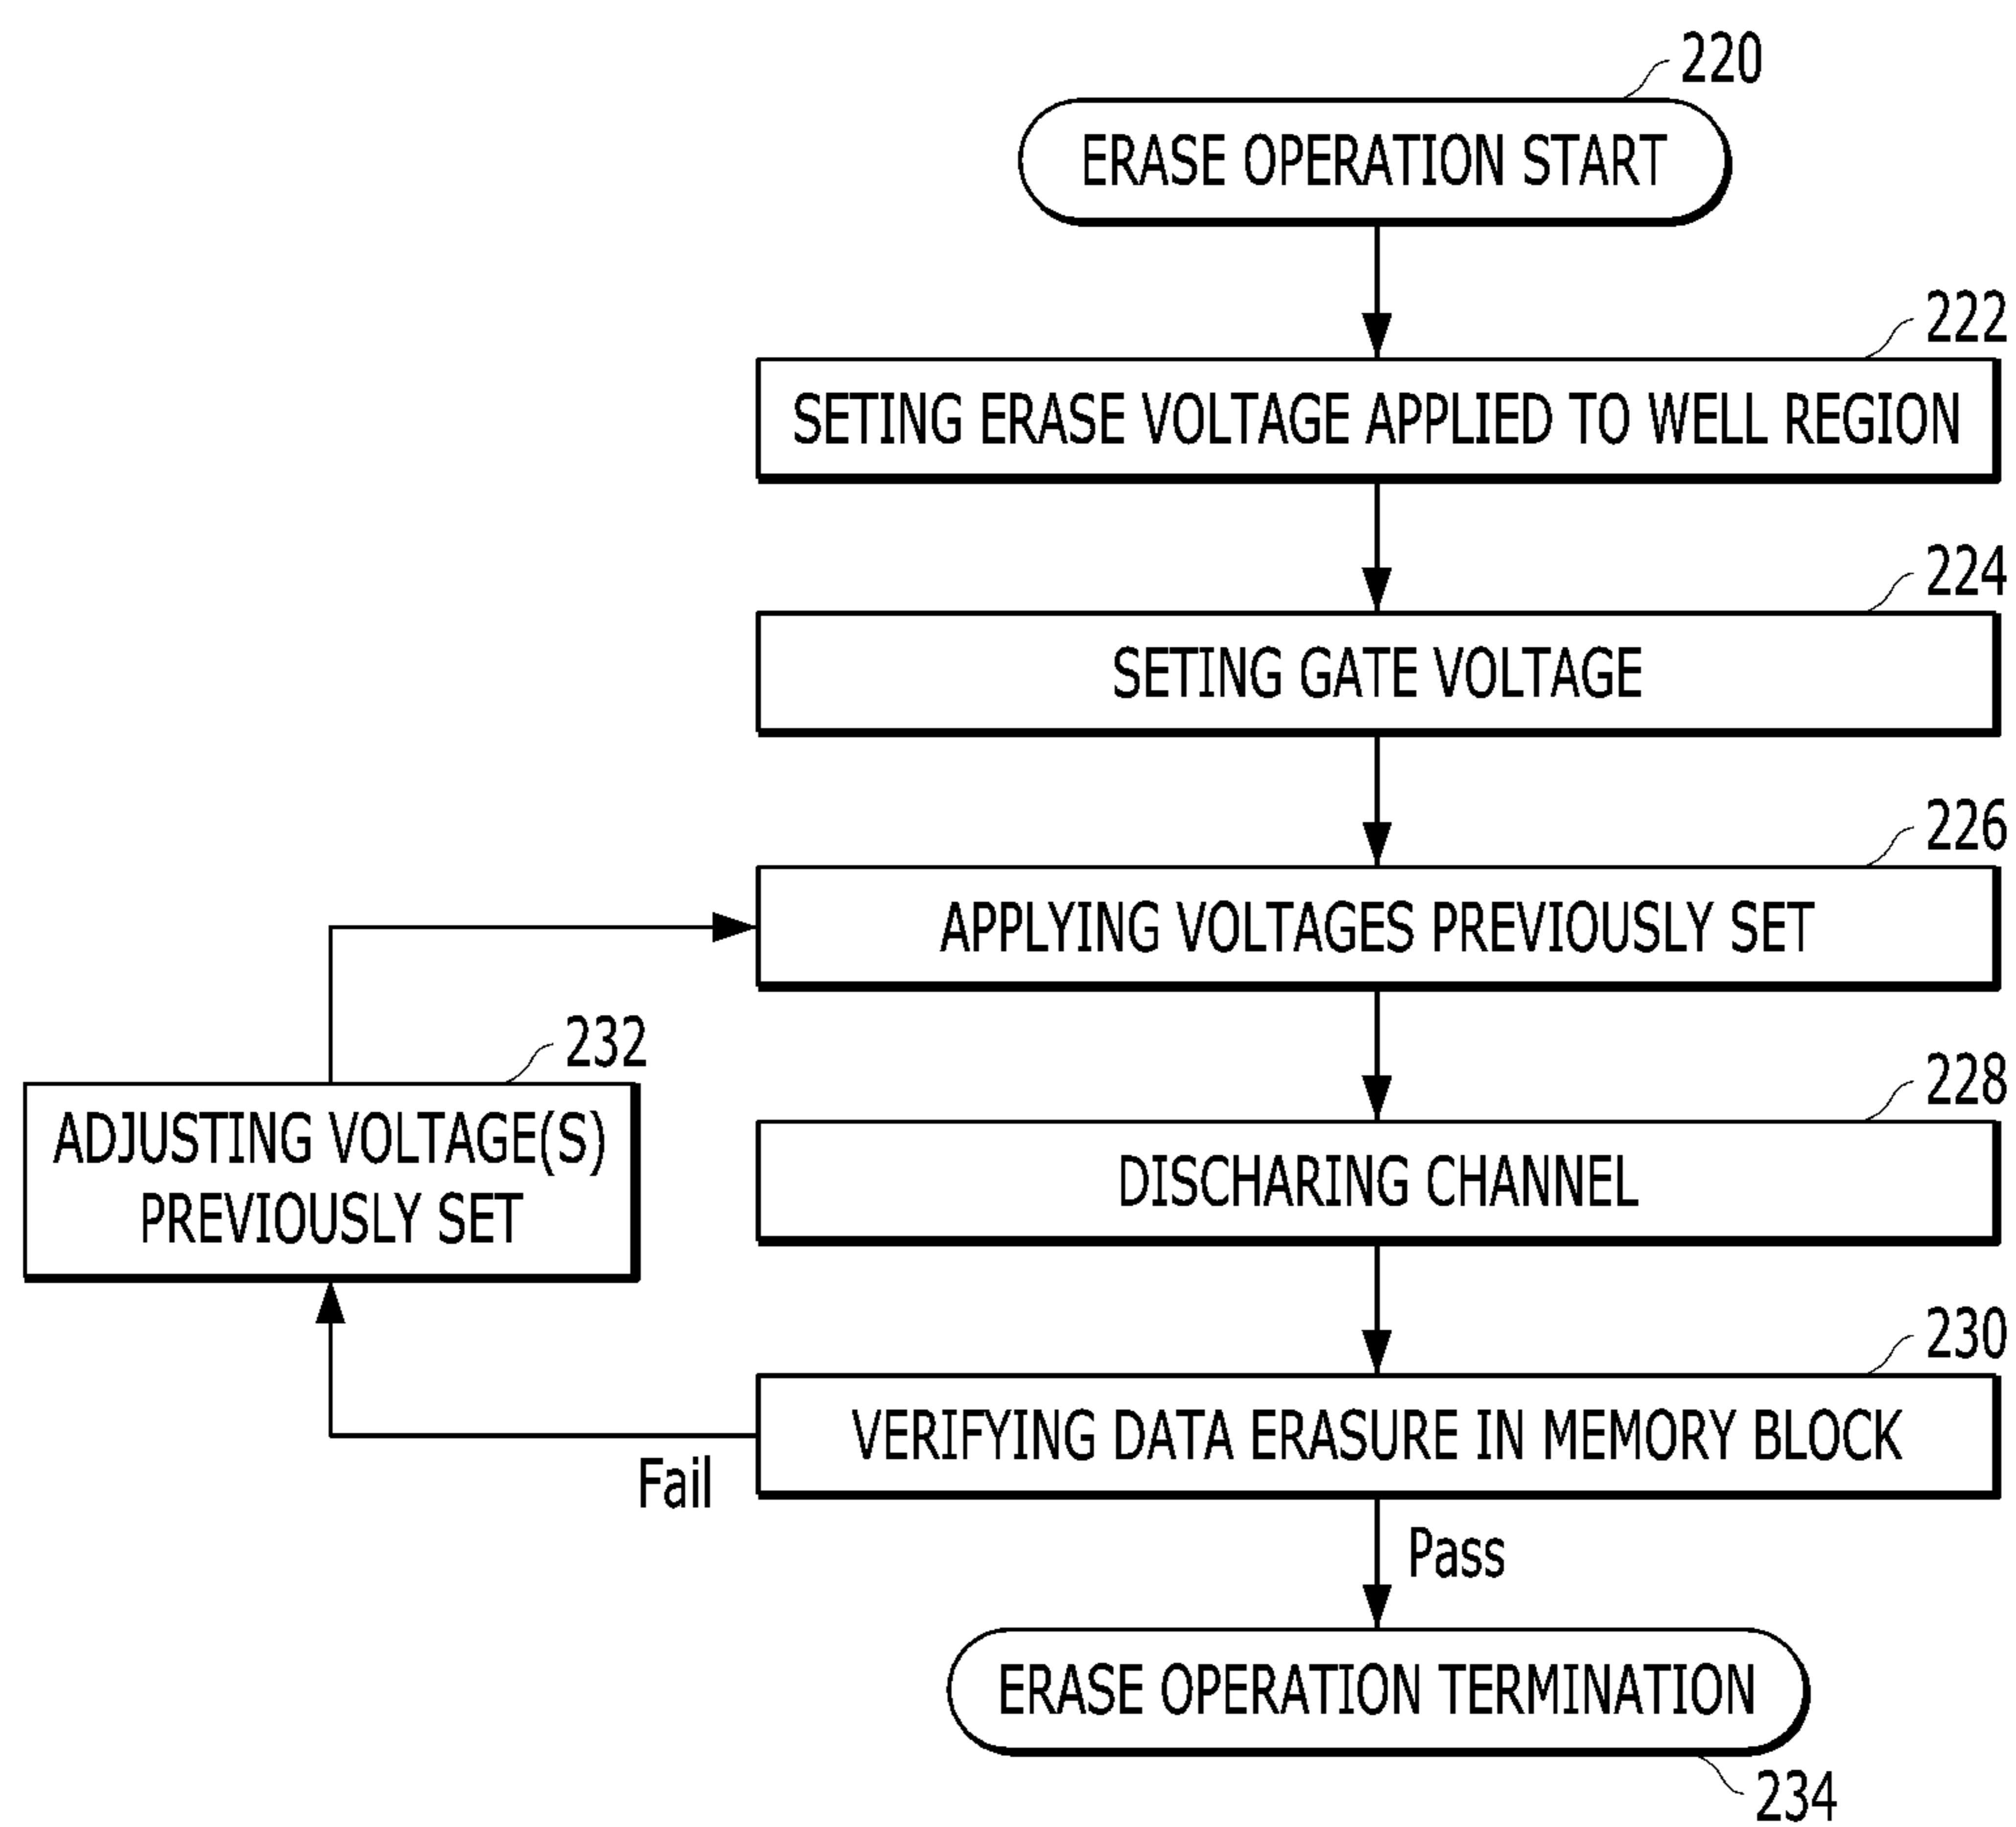 220
ERASE OPERATION START
222
SETING ERASE VOLTAGE APPLIED TO WELL REGION
224
SETING GATE VOLTAGE
226
APPLYING VOLTAGES PREVIOUSLY SET
232
ADJUSTING VOLTAGE(S)
PREVIOUSLY SET
228
DISCHARING CHANNEL
230
VERIFYING DATA ERASURE IN MEMORY BLOCK
Fail
Pass
ERASE OPERATION TERMINATION
234